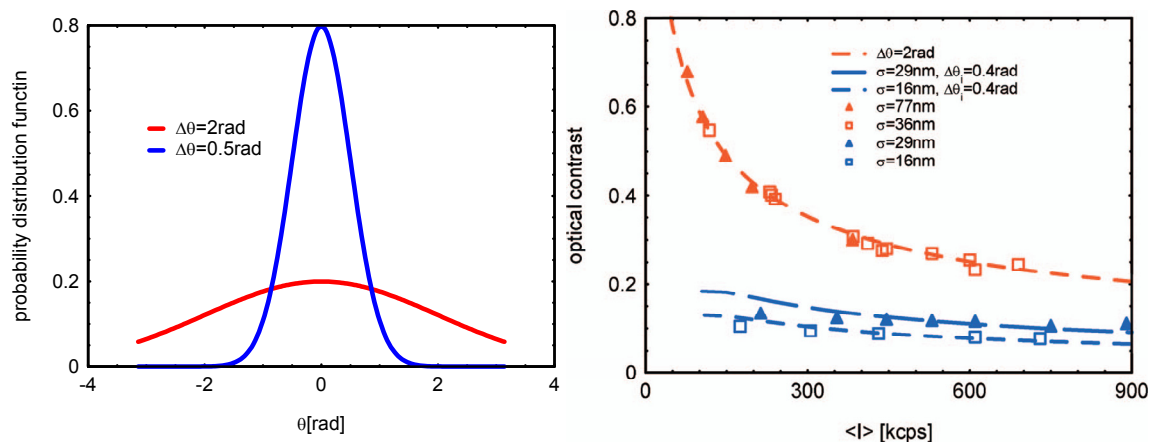 0.8
0.6
0.4
0.2
0
-4
-2
0
2
4
probability distribution functin
θ[rad]
Δθ=2rad
Δθ=0.5rad
0.8
0.6
0.4
0.2
0
0
300
600
900
optical contrast
<I> [kcps]
Δθ=2rad
σ=29nm, Δθi=0.4rad
σ=16nm, Δθi=0.4rad
σ=77nm
σ=36nm
σ=29nm
σ=16nm